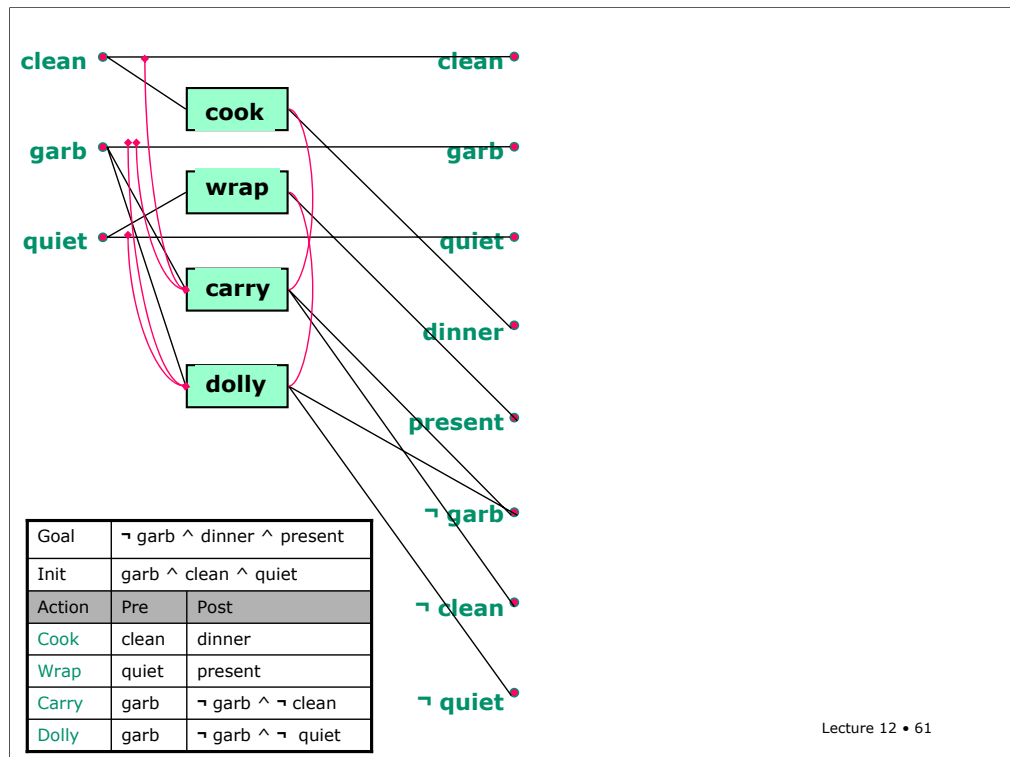 clean clean
cook
garb garb
wrap
quiet quiet
carry
dinner
dolly
present
¬ garb
Goal ¬ garb ^ dinner ^ present
Init garb ^ clean ^ quiet
Action Pre Post
¬ clean
Cook clean dinner
Wrap quiet present
Carry garb ¬ garb ^ ¬ clean
¬ quiet
Dolly garb ¬ garb ^ ¬ quiet
Lecture 12 • 61